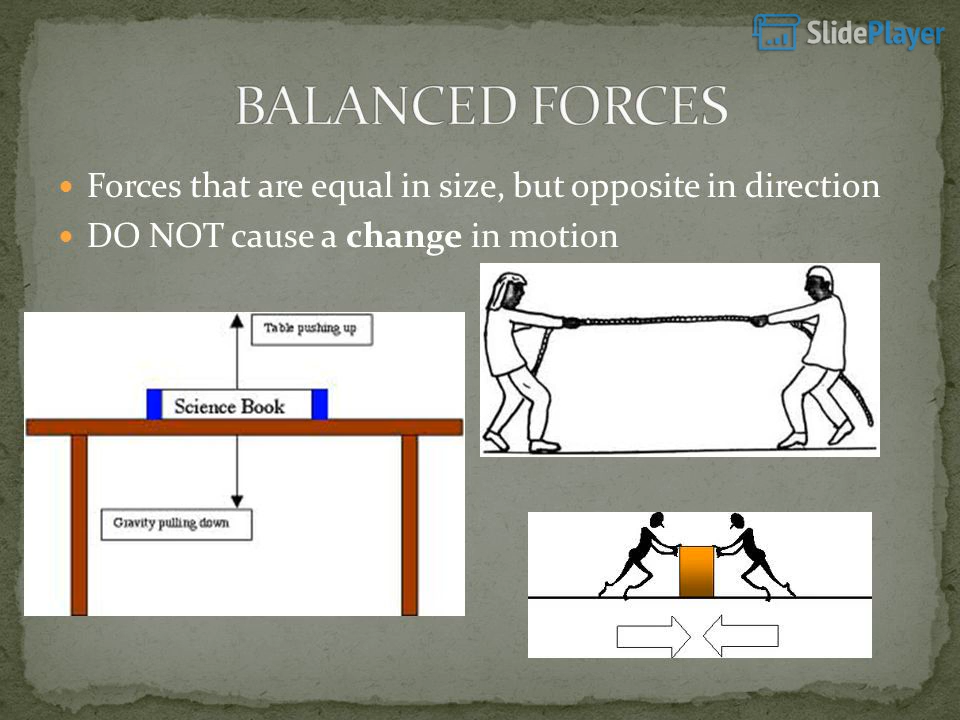 SlidePlayer
BALANCED FORCES
Forces that are equal in size, but opposite in direction
DO NOT cause a change in motion
Table pushing up
Science Book
Gravity pulling down